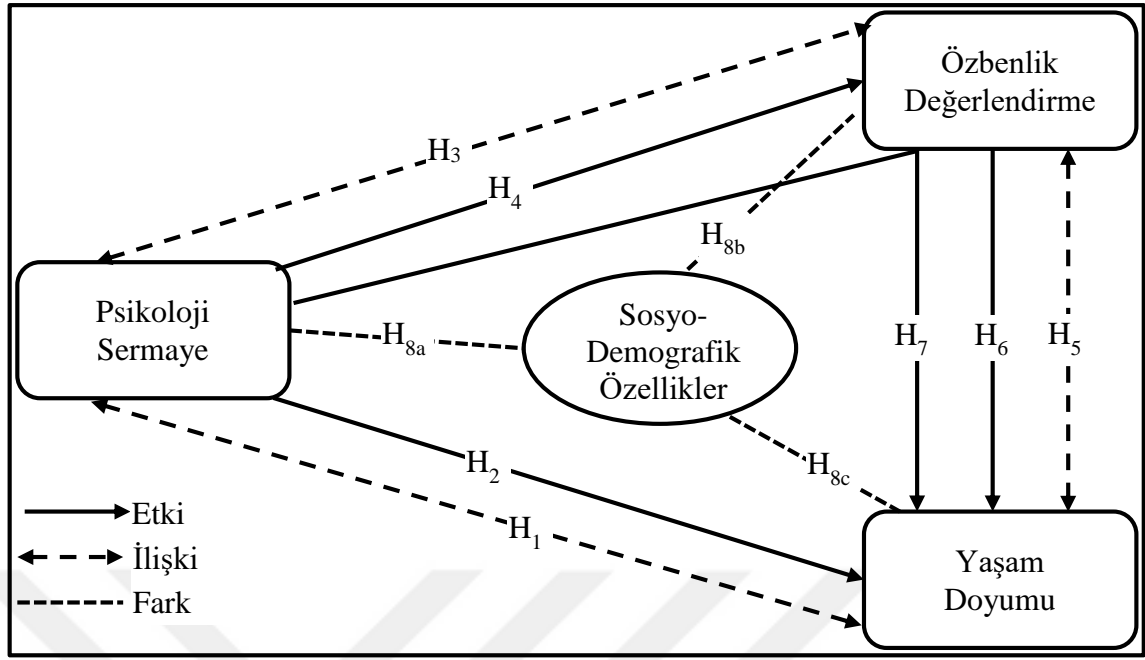 Özbenlik
Değerlendirme
H3
H4
H8b
Psikoloji
Sermaye
H8a
Sosyo-
Demografik
Özellikler
H7
H6
H5
H2
H8c
H1
Etki
İlişki
Fark
Yaşam
Doyumu